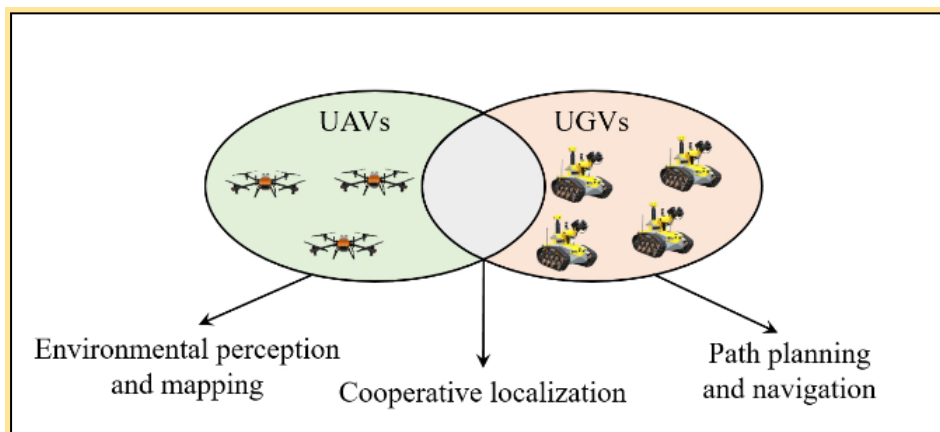 UAVs
UGVs
Environmental perception
and mapping
Cooperative localization
Path planning
and navigation